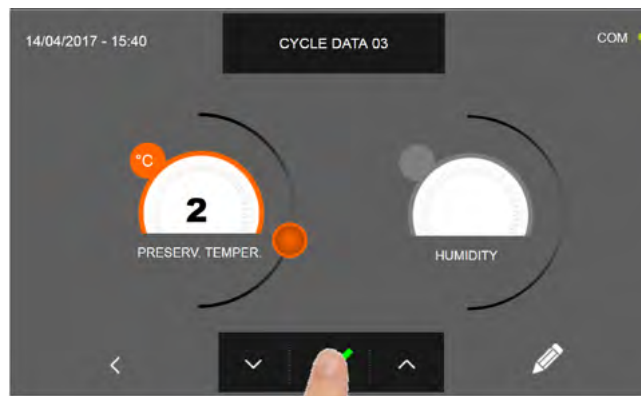 14/04/2017 - 15:40
CYCLE DATA 03
COM
°C
2
PRESERV. TEMPER.
HUMIDITY